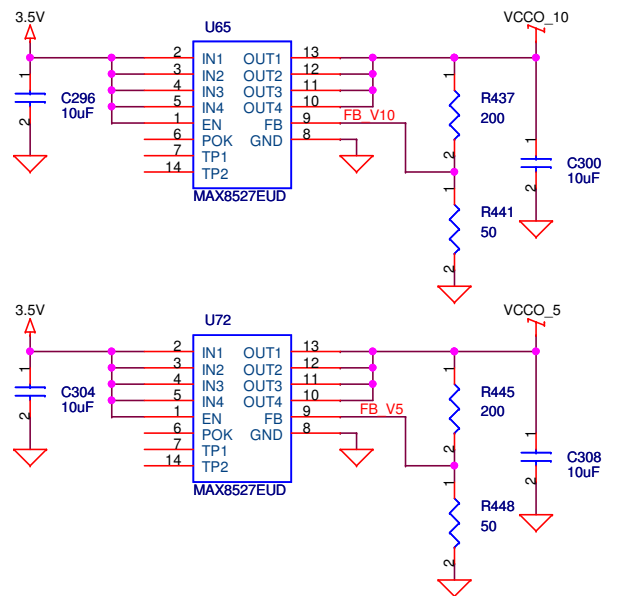 3.5V
U65
VCCO_10
2 IN1 OUT1 13
3 IN2 OUT2 12
4 IN3 OUT3 11
5 IN4 OUT4 10
1 EN FB 9 FB_V10
6 POK GND 8
7 TP1
14 TP2
MAX8527EUD
1
C296
10uF
2
1
R437
200
2
1
C300
10uF
2
1
R441
50
2
3.5V
U72
VCCO_5
2 IN1 OUT1 13
3 IN2 OUT2 12
4 IN3 OUT3 11
5 IN4 OUT4 10
1 EN FB 9 FB_V5
6 POK GND 8
7 TP1
14 TP2
MAX8527EUD
1
C304
10uF
2
1
R445
200
2
1
C308
10uF
2
1
R448
50
2